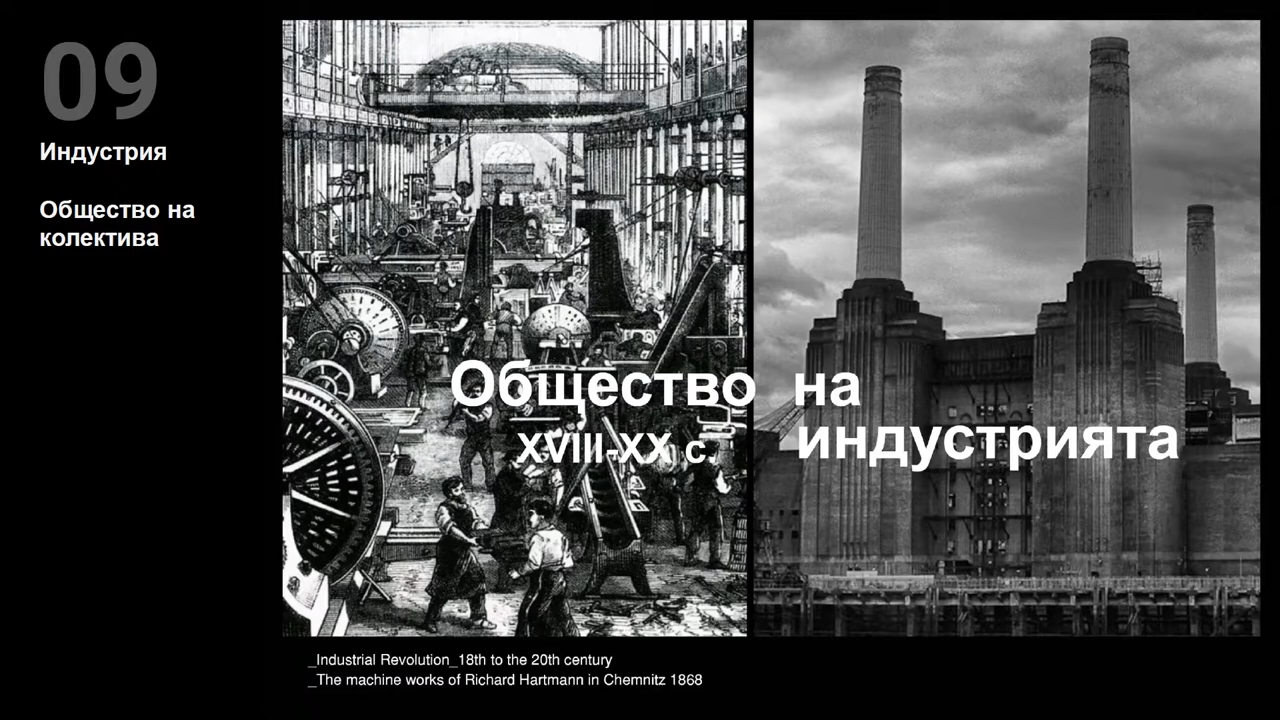 09
Индустрия
Общество на
колектива
Общество на
XVIII-XX с. индустрията
_Industrial Revolution_18th to the 20th century
_The machine works of Richard Hartmann in Chemnitz 1868